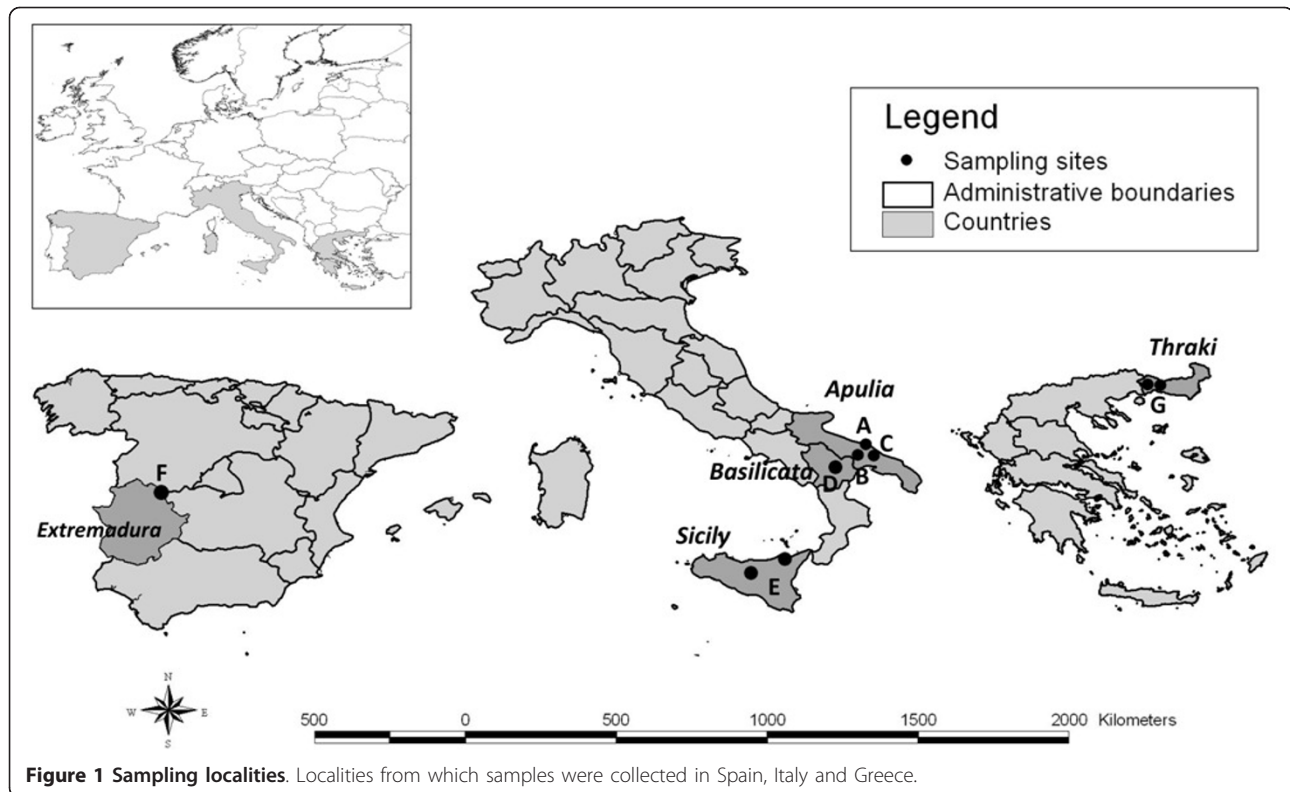 Legend
Sampling sites
Administrative boundaries
Countries
Thraki
G
Apulia
A
C
Basilicata
D
B
F
Extremadura
Sicily
E
N
W E
S
500 0 500 1000 1500 2000 Kilometers
Figure 1 Sampling localities. Localities from which samples were collected in Spain, Italy and Greece.